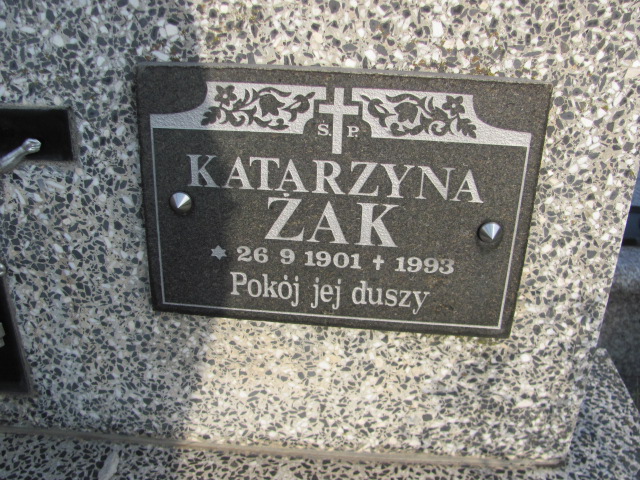 Ś. P.
KATARZYNA
ŻAK
* 26 9 1901 † 1993
Pokój jej duszy